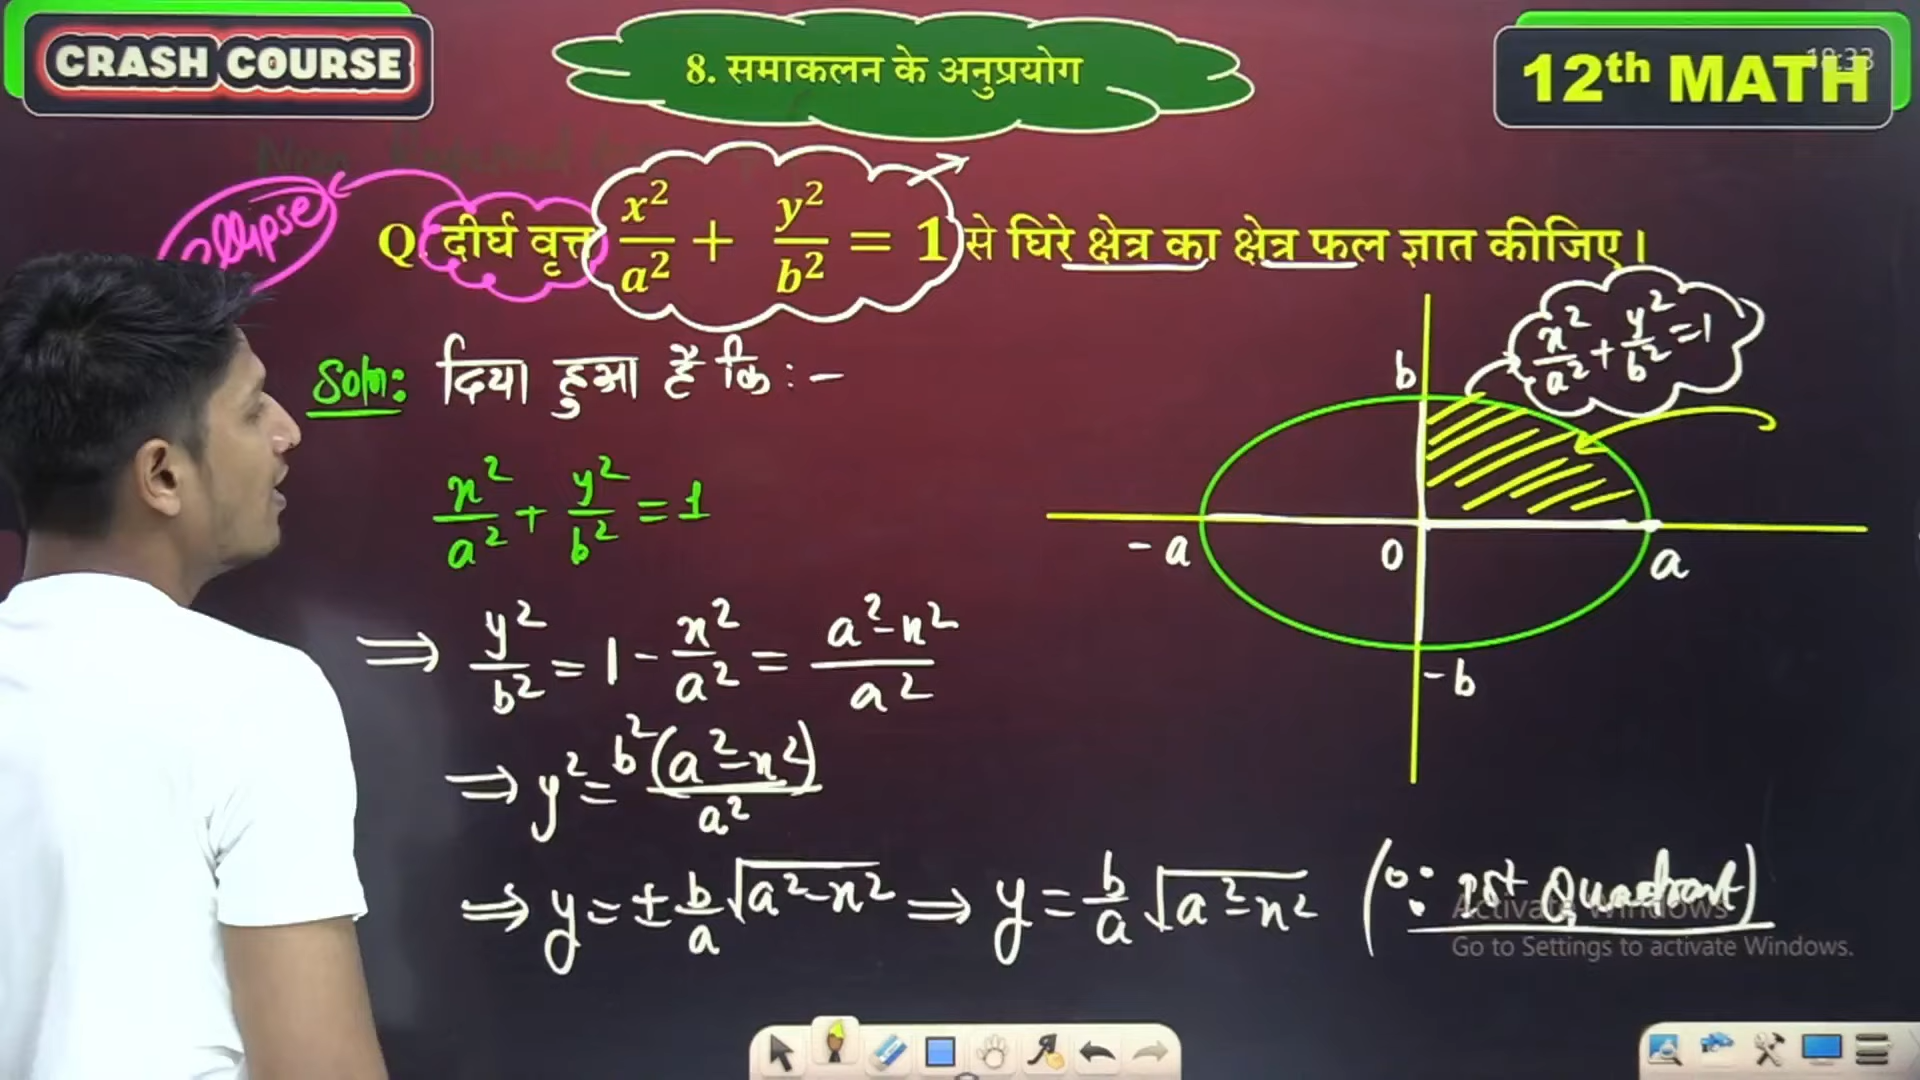 CRASH COURSE
8. समाकलन के अनुप्रयोग
12th MATH
18:33
ellipse
Q. दीर्घ वृत्त x²/a² + y²/b² = 1 से घिरे क्षेत्र का क्षेत्र फल ज्ञात कीजिए।
x²/a² + y²/b² = 1
Soln: दिया हुआ है कि :-
b
x²/a² + y²/b² = 1
-a 0 a
⇒ y²/b² = 1 - x²/a² = a²-x²/a²
-b
⇒ y² = b²(a²-x²)/a²
⇒ y = ± b/a √a²-x² ⇒ y = b/a √a²-x² (∵ 1st Quadrant)
Activate Windows
Go to Settings to activate Windows.